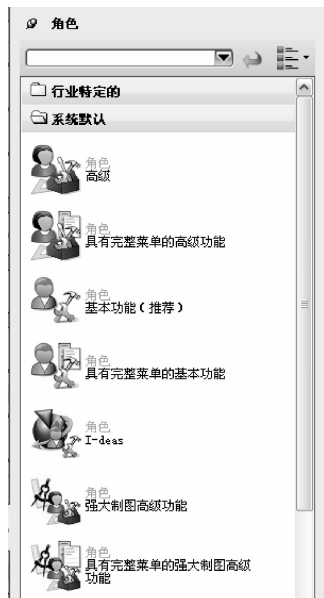 角色
行业特定的
系统默认
角色
高级
角色
具有完整菜单的高级功能
角色
基本功能(推荐)
角色
具有完整菜单的基本功能
角色
I-deas
角色
强大制图高级功能
角色
具有完整菜单的强大制图高级
功能